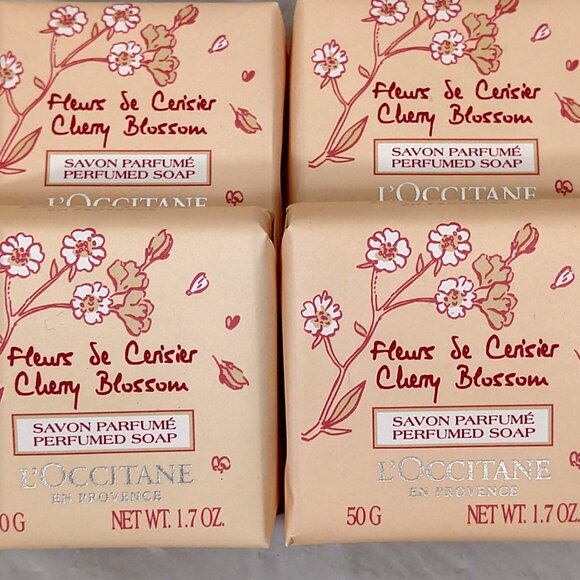 Fleurs de Cerisier
Cherry Blossom
SAVON PARFUMÉ
PERFUMED SOAP
L'OCCITANE
Fleurs de Cerisier
Cherry Blossom
SAVON PARFUMÉ
PERFUMED SOAP
L'OCCITANE
Fleurs de Cerisier
Cherry Blossom
SAVON PARFUMÉ
PERFUMED SOAP
L'OCCITANE
EN PROVENCE
0 G NET WT. 1.7 OZ.
Fleurs de Cerisier
Cherry Blossom
SAVON PARFUMÉ
PERFUMED SOAP
L'OCCITANE
EN PROVENCE
50 G NET WT. 1.7 OZ.